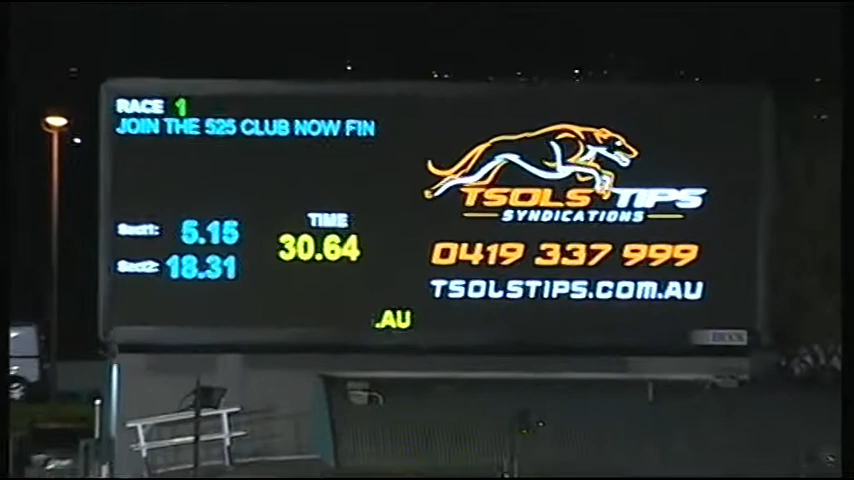 RACE 1
JOIN THE 525 CLUB NOW FIN
Sect1: 5.15
Sect2: 18.31
TIME
30.64
.AU
TSOLS TIPS
SYNDICATIONS
0419 337 999
TSOLSTIPS.COM.AU